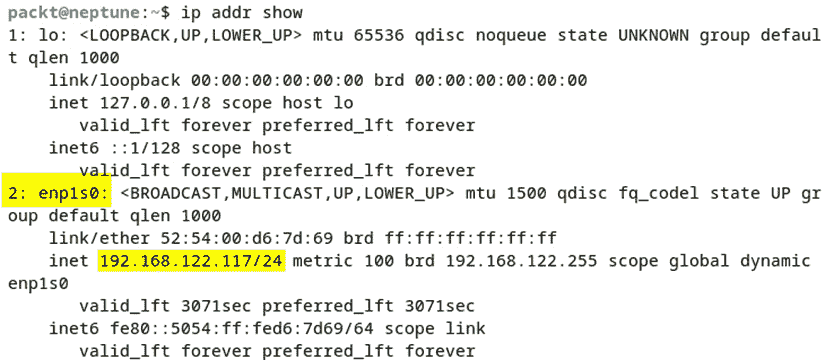 packt@neptune:~$ ip addr show
1: lo: <LOOPBACK,UP,LOWER_UP> mtu 65536 qdisc noqueue state UNKNOWN group defaul
t qlen 1000
    link/loopback 00:00:00:00:00:00 brd 00:00:00:00:00:00
    inet 127.0.0.1/8 scope host lo
       valid_lft forever preferred_lft forever
    inet6 ::1/128 scope host
       valid_lft forever preferred_lft forever
2: enp1s0: <BROADCAST,MULTICAST,UP,LOWER_UP> mtu 1500 qdisc fq_codel state UP gr
oup default qlen 1000
    link/ether 52:54:00:d6:7d:69 brd ff:ff:ff:ff:ff:ff
    inet 192.168.122.117/24 metric 100 brd 192.168.122.255 scope global dynamic
enp1s0
       valid_lft 3071sec preferred_lft 3071sec
    inet6 fe80::5054:ff:fed6:7d69/64 scope link
       valid_lft forever preferred_lft forever